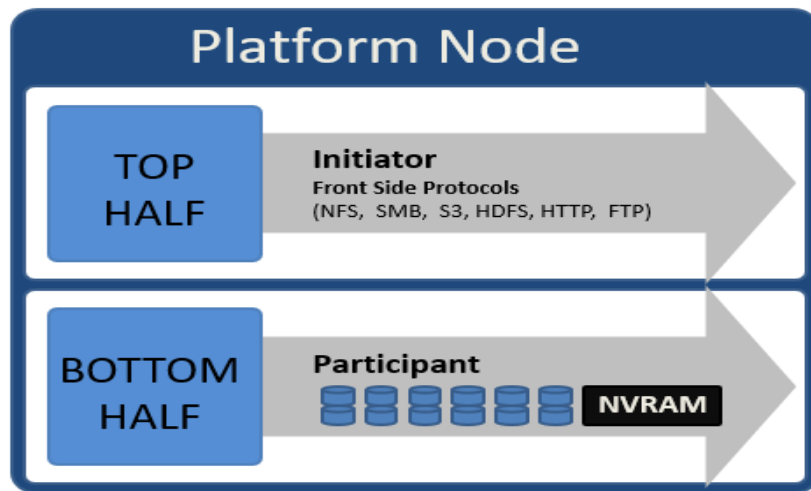 Platform Node
TOP
HALF
Initiator
Front Side Protocols
(NFS, SMB, S3, HDFS, HTTP, FTP)
BOTTOM
HALF
Participant
NVRAM